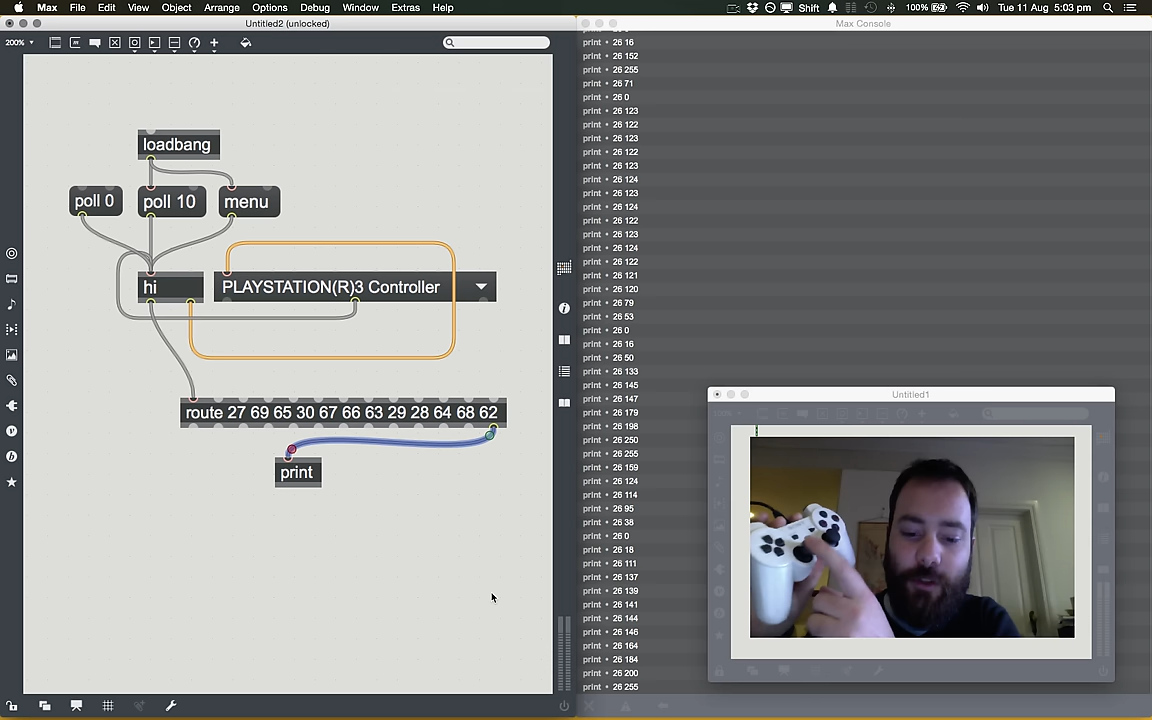 Max File Edit View Object Arrange Options Debug Window Extras Help Shift 100% Tue 11 Aug 5:03 pm
Untitled2 (unlocked)
Max Console
200%
loadbang
poll 0 poll 10 menu
hi PLAYSTATION(R)3 Controller
route 27 69 65 30 67 66 63 29 28 64 68 62
print
print • 26 16
print • 26 152
print • 26 255
print • 26 71
print • 26 0
print • 26 123
print • 26 122
print • 26 123
print • 26 122
print • 26 123
print • 26 124
print • 26 123
print • 26 124
print • 26 122
print • 26 123
print • 26 124
print • 26 122
print • 26 121
print • 26 120
print • 26 79
print • 26 53
print • 26 0
print • 26 16
print • 26 50
print • 26 133
print • 26 145
print • 26 147
print • 26 179
print • 26 198
print • 26 250
print • 26 255
print • 26 159
print • 26 124
print • 26 114
print • 26 95
print • 26 38
print • 26 0
print • 26 18
print • 26 111
print • 26 137
print • 26 139
print • 26 141
print • 26 144
print • 26 146
print • 26 164
print • 26 184
print • 26 200
print • 26 255
Untitled1
100%